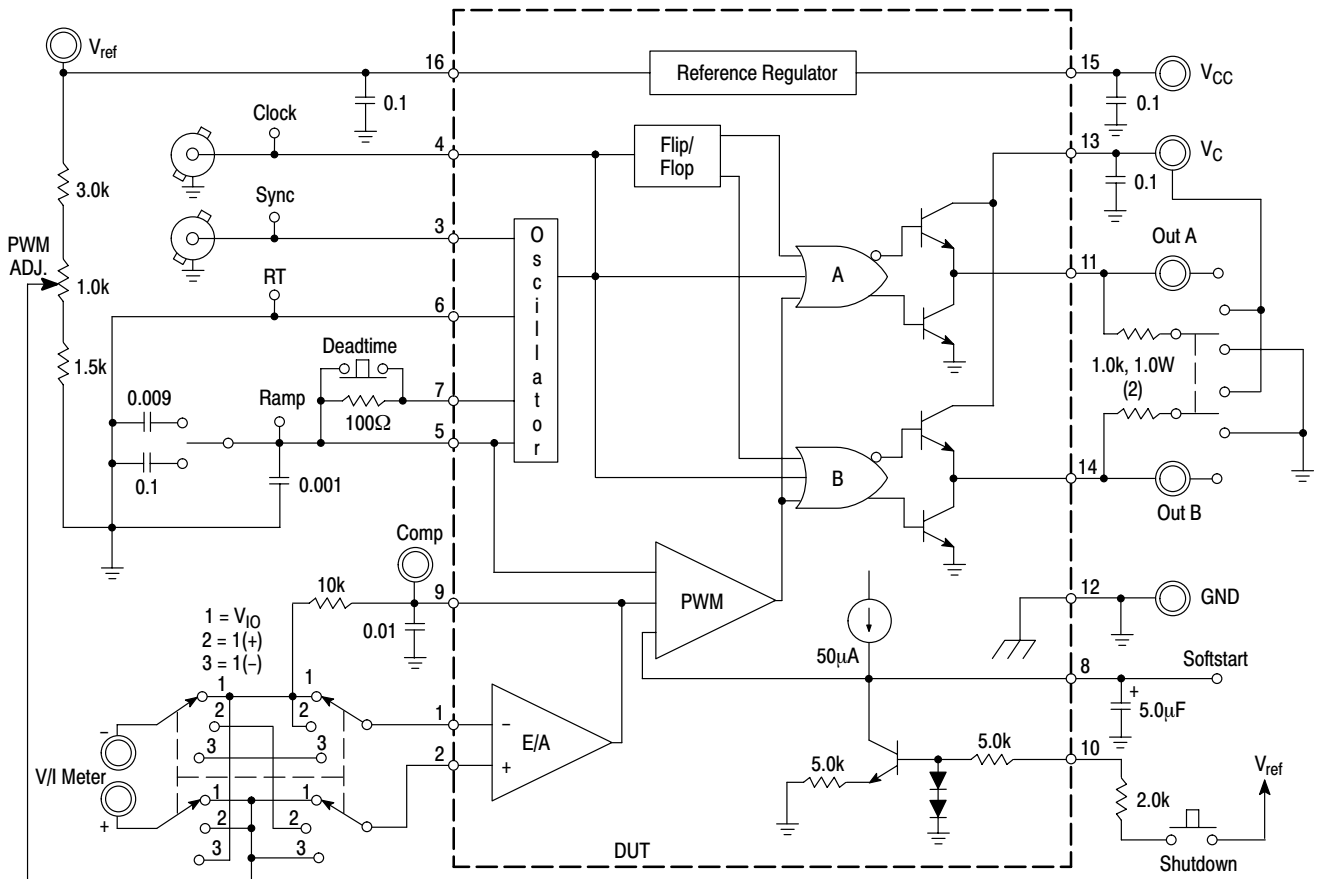 Vref
16
Reference Regulator
15
VCC
0.1
0.1
Clock
4
Flip/
Flop
13
VC
0.1
3.0k
Sync
3
O
s
c
i
l
l
a
t
o
r
PWM
ADJ.
1.0k
RT
6
A
11
Out A
1.5k
Deadtime
7
100Ω
1.0k, 1.0W
(2)
0.009
Ramp
5
0.1
0.001
B
14
Out B
Comp
10k
9
0.01
PWM
12
GND
1 = VIO
2 = 1(+)
3 = 1(−)
50μA
8
Softstart
+
5.0μF
1
1
2
2
3
3
−
V/I Meter
+
1
1
2
2
3
3
1
−
2
+
E/A
5.0k
5.0k
10
2.0k
Vref
Shutdown
DUT